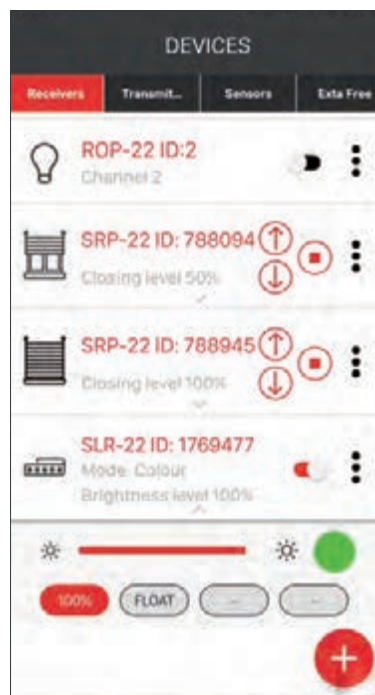 DEVICES
Receivers Transmit... Sensors Exta Free
ROP-22 ID:2
Channel 2
SRP-22 ID: 788094
Closing level 50%
SRP-22 ID: 788945
Closing level 100%
SLR-22 ID: 1769477
Mode: Colour
Brightness level 100%
100% FLOAT -- --